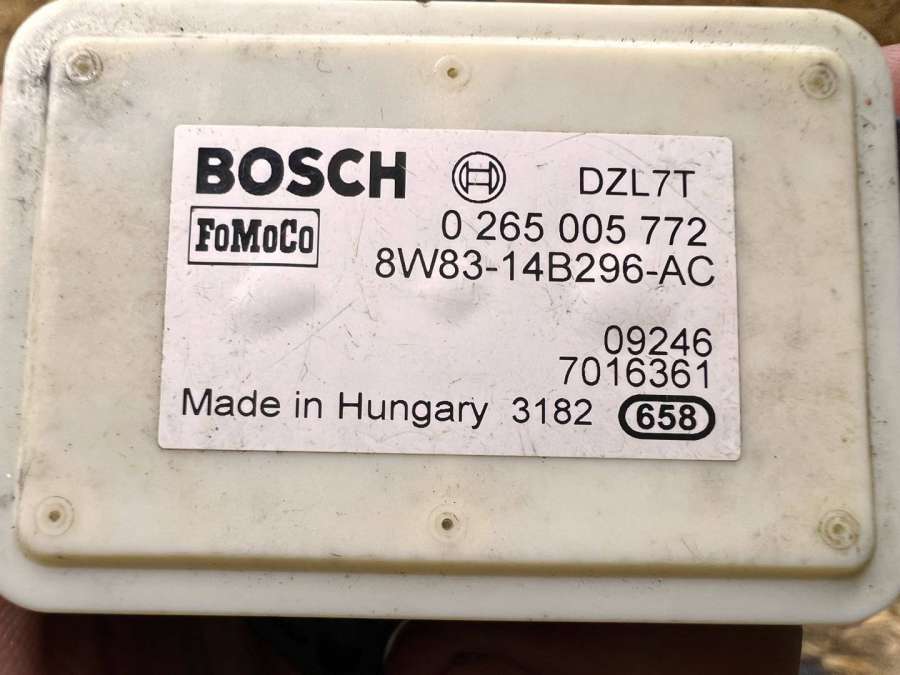 BOSCH DZL7T
FoMoCo 0 265 005 772
8W83-14B296-AC
09246
7016361
Made in Hungary 3182 658